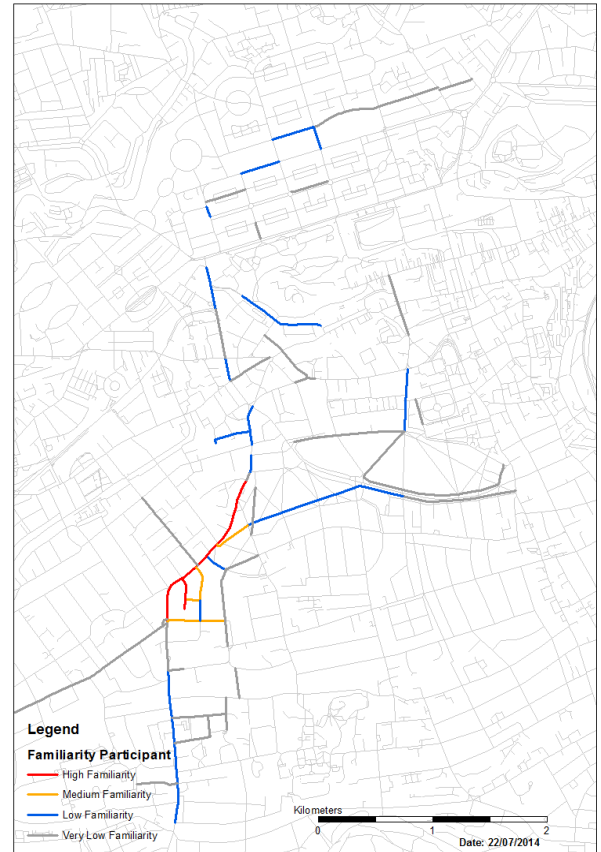 Legend
Familiarity Participant
High Familiarity
Medium Familiarity
Low Familiarity
Very Low Familiarity
Kilometers
0 1 2
Date: 22/07/2014